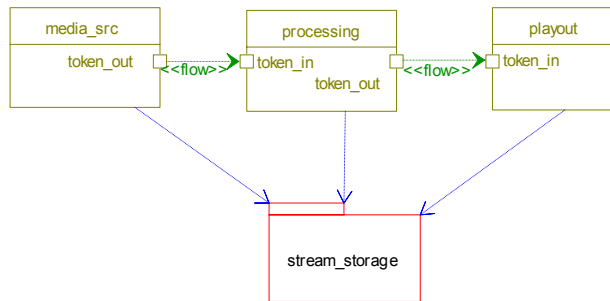 media_src
processing
playout
token_out
<<flow>>
token_in
token_out
<<flow>>
token_in
stream_storage